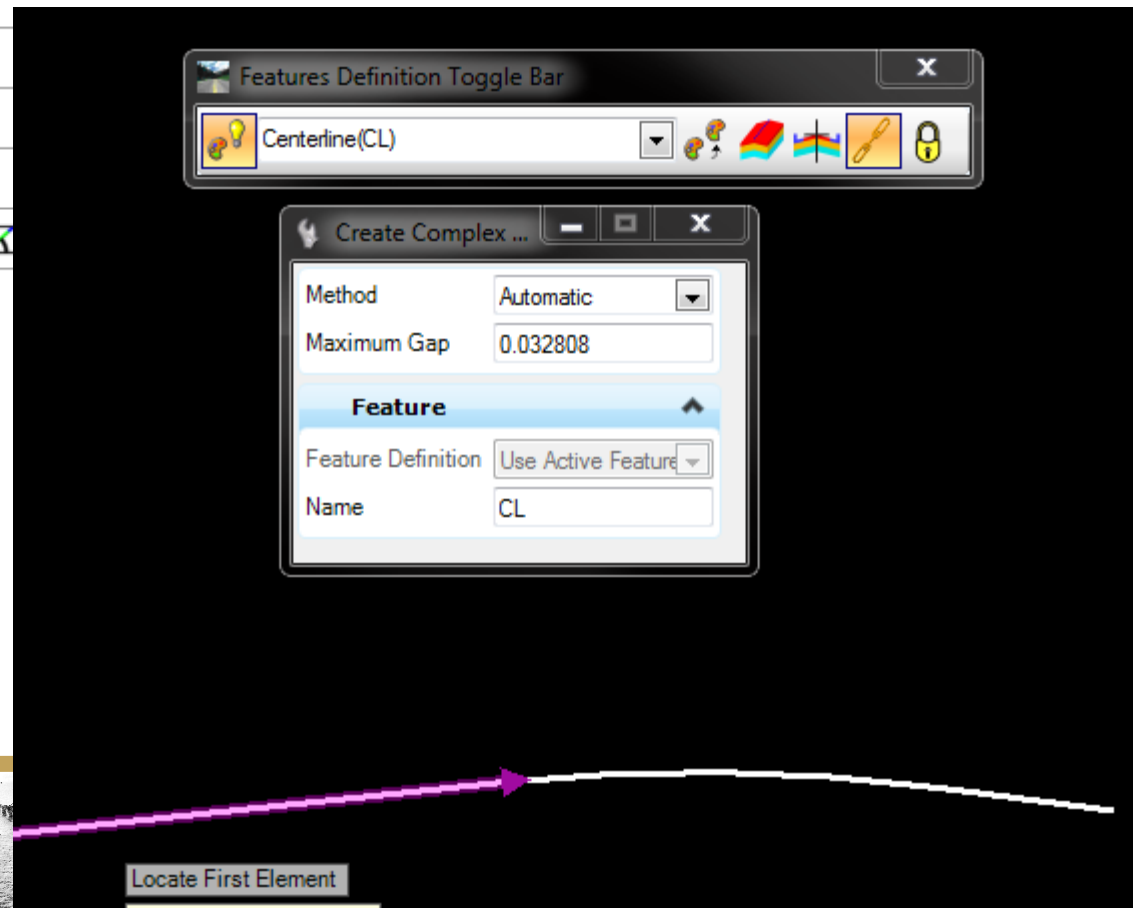 Features Definition Toggle Bar
Centerline(CL)
Create Complex ...
Method Automatic
Maximum Gap 0.032808
Feature
Feature Definition Use Active Feature
Name CL
Locate First Element